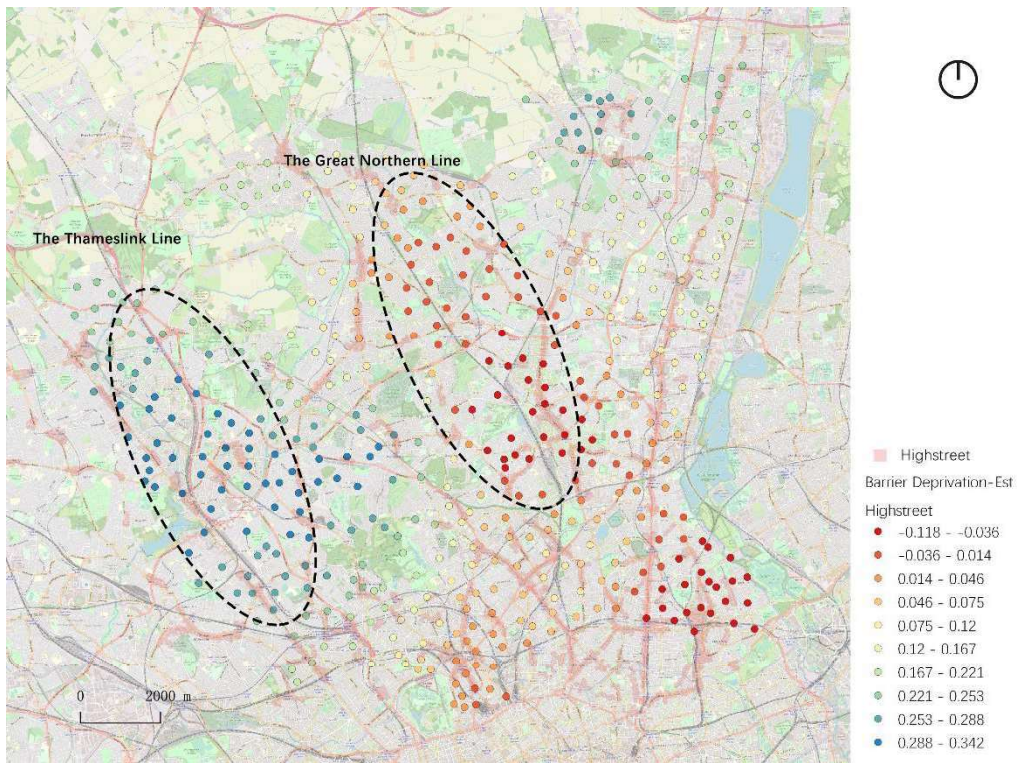 The Great Northern Line
The Thameslink Line
0 2000 m
Highstreet
Barrier Deprivation-Est
Highstreet
-0.118 - -0.036
-0.036 - 0.014
0.014 - 0.046
0.046 - 0.075
0.075 - 0.12
0.12 - 0.167
0.167 - 0.221
0.221 - 0.253
0.253 - 0.288
0.288 - 0.342